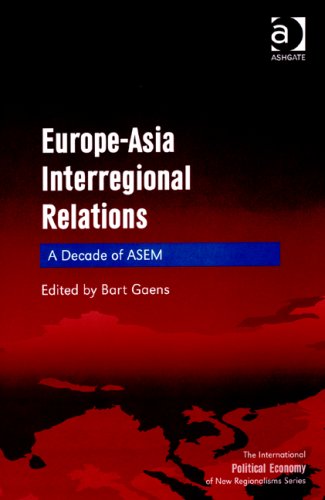 ASHGATE
Europe-Asia
Interregional
Relations
A Decade of ASEM
Edited by Bart Gaens
The International
Political Economy
of New Regionalisms Series